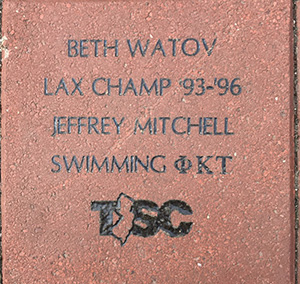 BETH WATOV
LAX CHAMP '93-'96
JEFFREY MITCHELL
SWIMMING ΦΚΤ
TSC